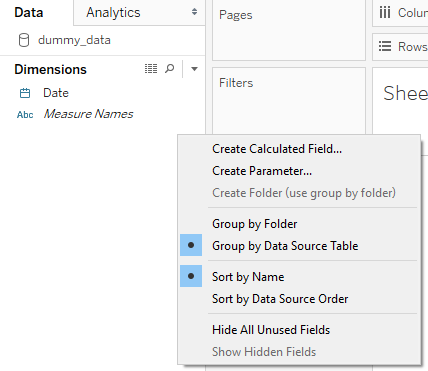 Data
Analytics
dummy_data
Dimensions
Date
Abc Measure Names
Pages
Filters
iii Colum
Rows
Shee
Create Calculated Field...
Create Parameter...
Create Folder (use group by folder)
Group by Folder
Group by Data Source Table
Sort by Name
Sort by Data Source Order
Hide All Unused Fields
Show Hidden Fields